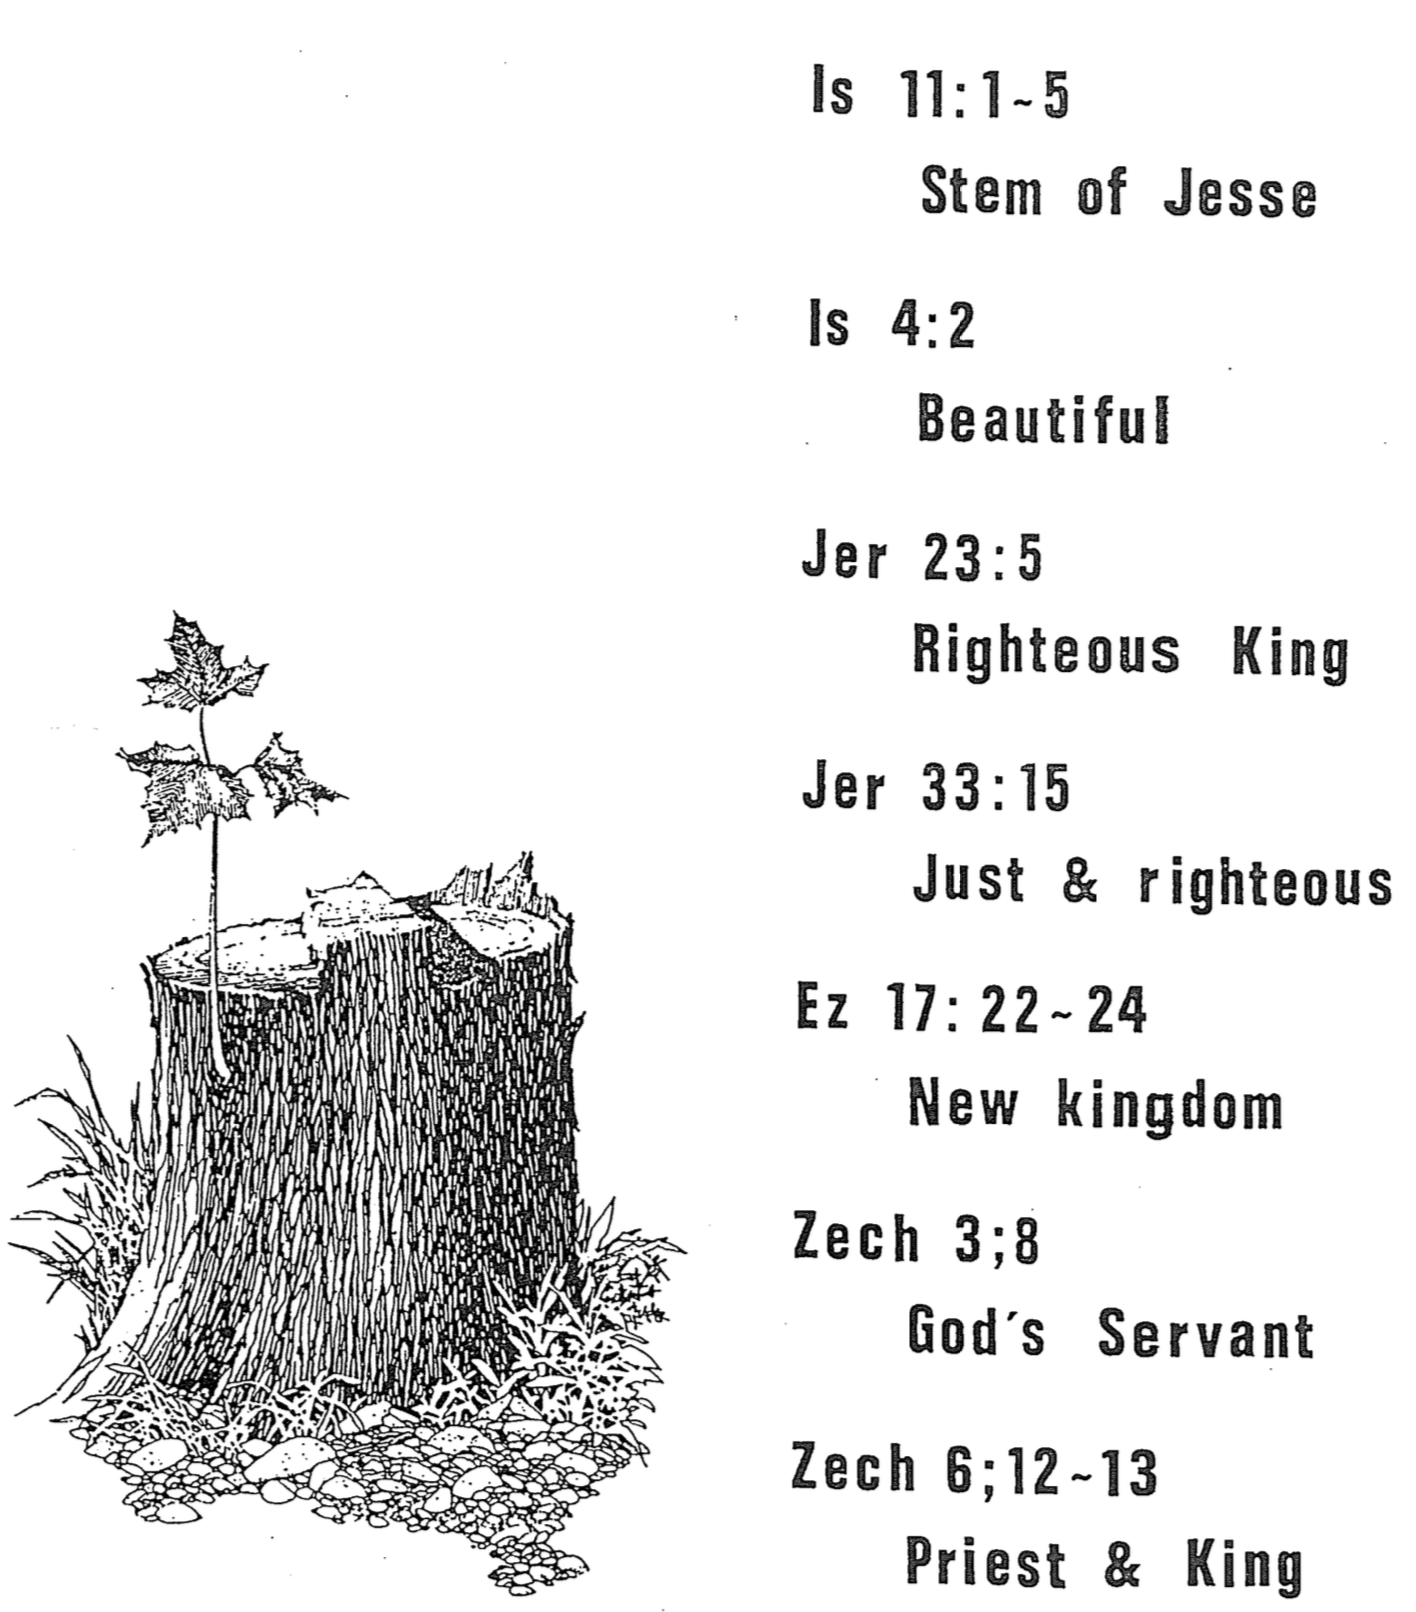 Is 11:1~5
Stem of Jesse
Is 4:2
Beautiful
Jer 23:5
Righteous King
Jer 33:15
Just & righteous
Ez 17:22~24
New kingdom
Zech 3;8
God´s Servant
Zech 6;12~13
Priest & King